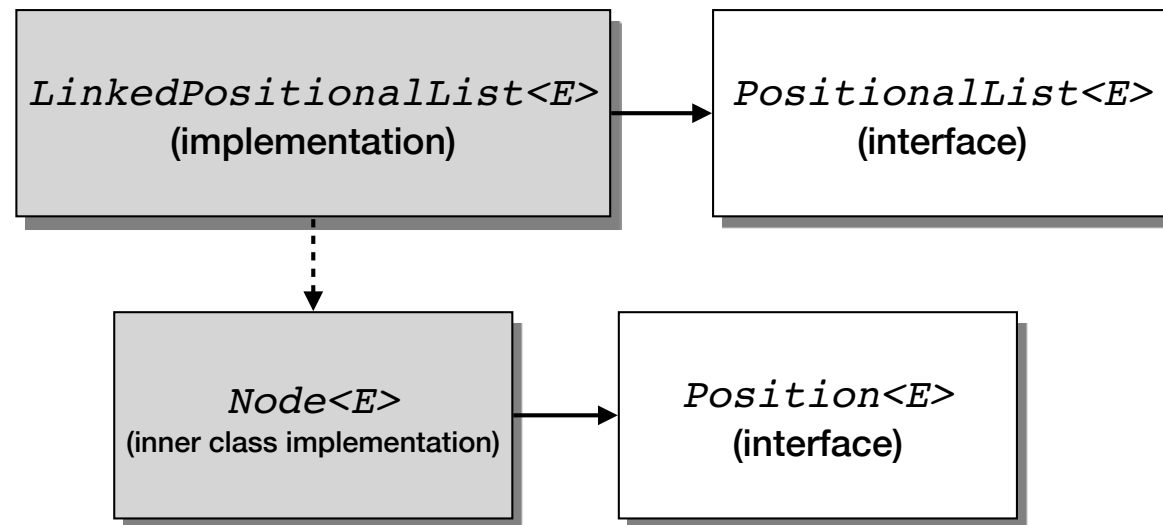 LinkedPositionalList<E>
(implementation)
PositionalList<E>
(interface)
Node<E>
(inner class implementation)
Position<E>
(interface)